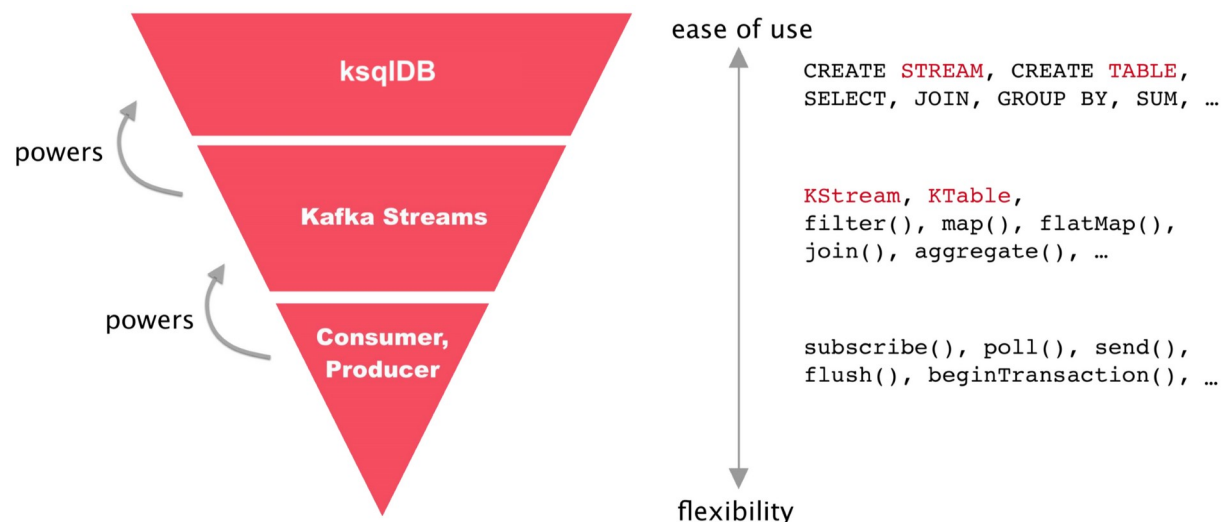 ksqlDB
powers
Kafka Streams
powers
Consumer,
Producer
ease of use
CREATE STREAM, CREATE TABLE,
SELECT, JOIN, GROUP BY, SUM, …
KStream, KTable,
filter(), map(), flatMap(),
join(), aggregate(), …
subscribe(), poll(), send(),
flush(), beginTransaction(), …
flexibility